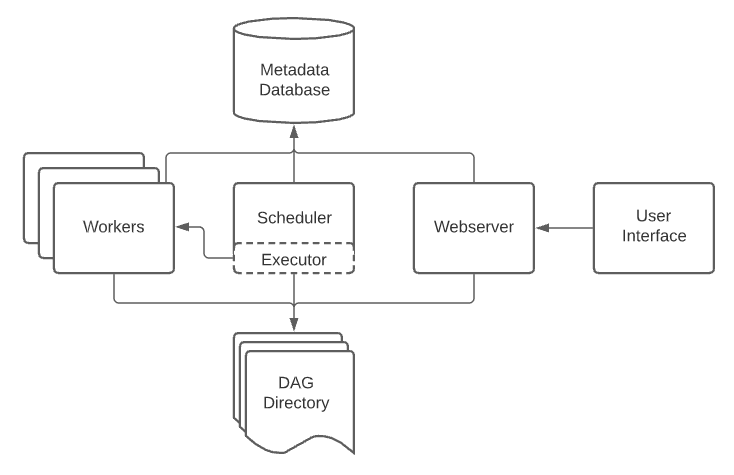 Metadata
Database
Workers
Scheduler
Executor
Webserver
User
Interface
DAG
Directory